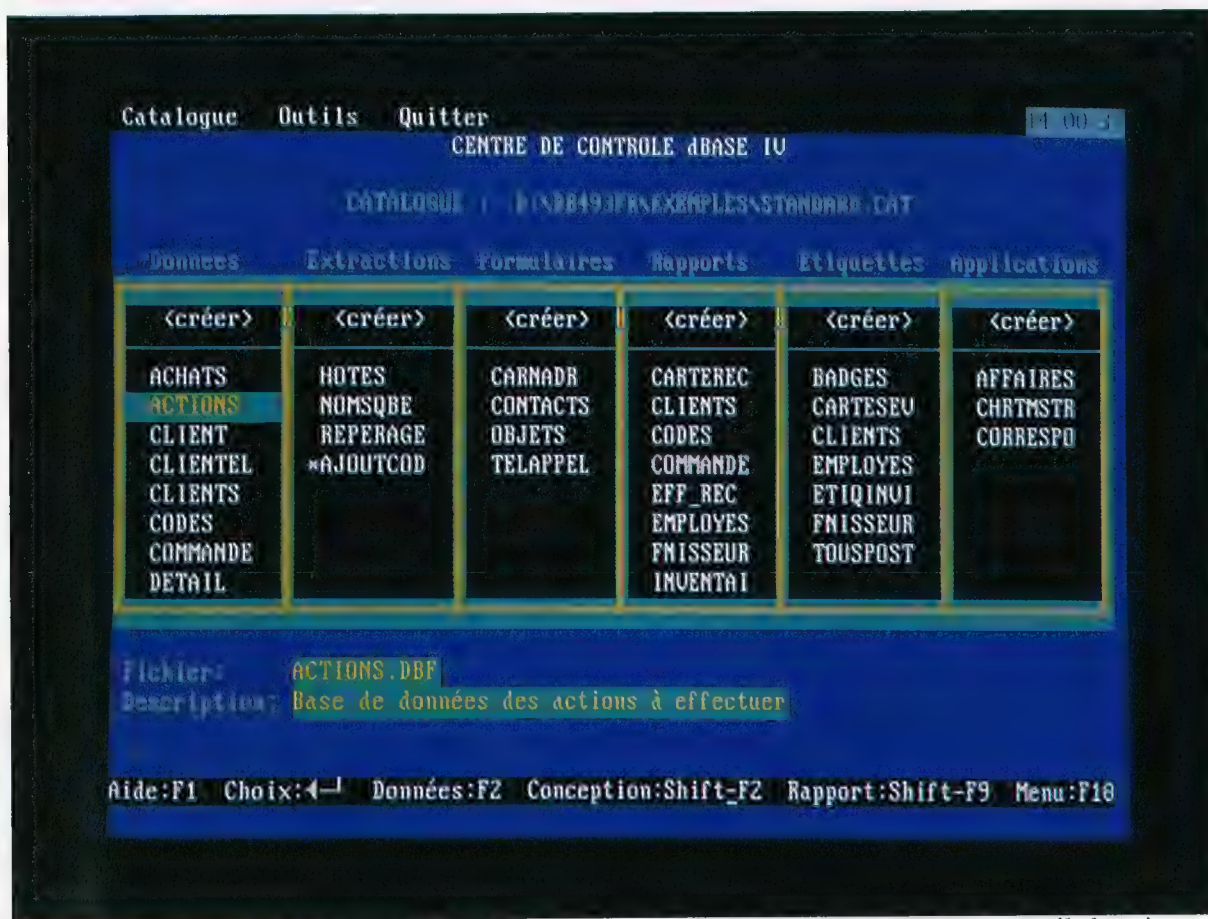 Catalogue Outils Quitter
CENTRE DE CONTROLE dBASE IV
CATALOGUE : D:\DB493FR\EXEMPLES\STANDARD.CAT
Données Extractions Formulaires Rapports Etiquettes Applications
<créer> <créer> <créer> <créer> <créer> <créer>
ACHATS HOTES CARNADR CARTEREC BADGES AFFAIRES
ACTIONS NOMSQBE CONTACTS CLIENTS CARTESEV CHRTMSTR
CLIENT REPERAGE OBJETS CODES CLIENTS CORRESPO
CLIENTEL *AJOUTCOD TELAPPEL COMMANDE EMPLOYES
CLIENTS EFF_REC ETIQINVI
CODES EMPLOYES FNISSEUR
COMMANDE FNISSEUR TOUSPOST
DETAIL INVENTAI
Fichier: ACTIONS.DBF
Description: Base de données des actions à effectuer
Aide:F1 Choix:◄─┘ Données:F2 Conception:Shift_F2 Rapport:Shift-F9 Menu:F10